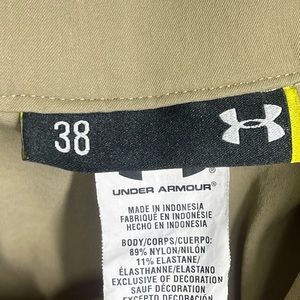 38
UNDER ARMOUR®
MADE IN INDONESIA
FABRIQUÉ EN INDONÉSIE
HECHO EN INDONESIA
BODY/CORPS/CUERPO:
89% NYLON/NILÓN
11% ELASTANE/
ÉLASTHANNE/ELASTANO
EXCLUSIVE OF DECORATION
SAUF DÉCORATION
EXCEPTO DECORACIÓN